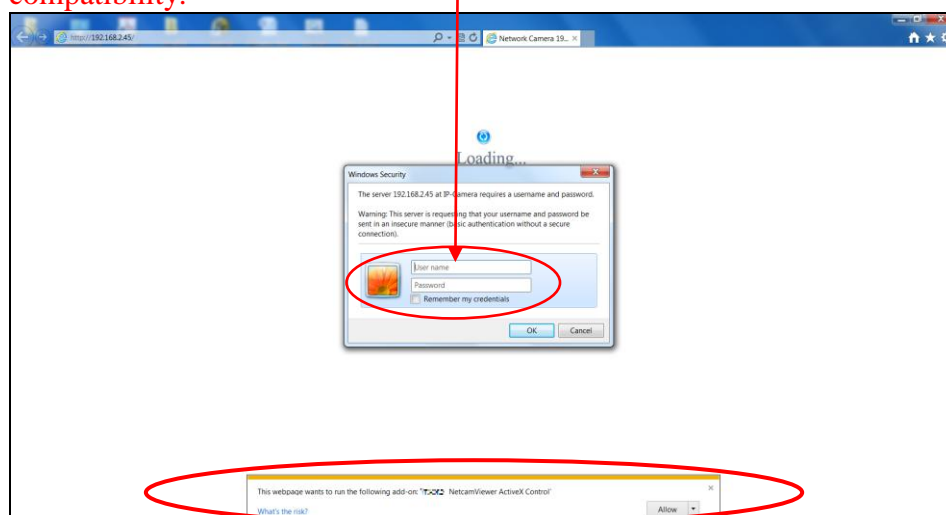 compatibility.
http://192.168.2.45/
Network Camera 19...
Loading...
Windows Security
The server 192.168.2.45 at IP-Camera requires a username and password.
Warning: This server is requesting that your username and password be
sent in an insecure manner (basic authentication without a secure
connection).
User name
Password
Remember my credentials
OK
Cancel
This webpage wants to run the following add-on: ' NetcamViewer ActiveX Control'
What's the risk?
Allow